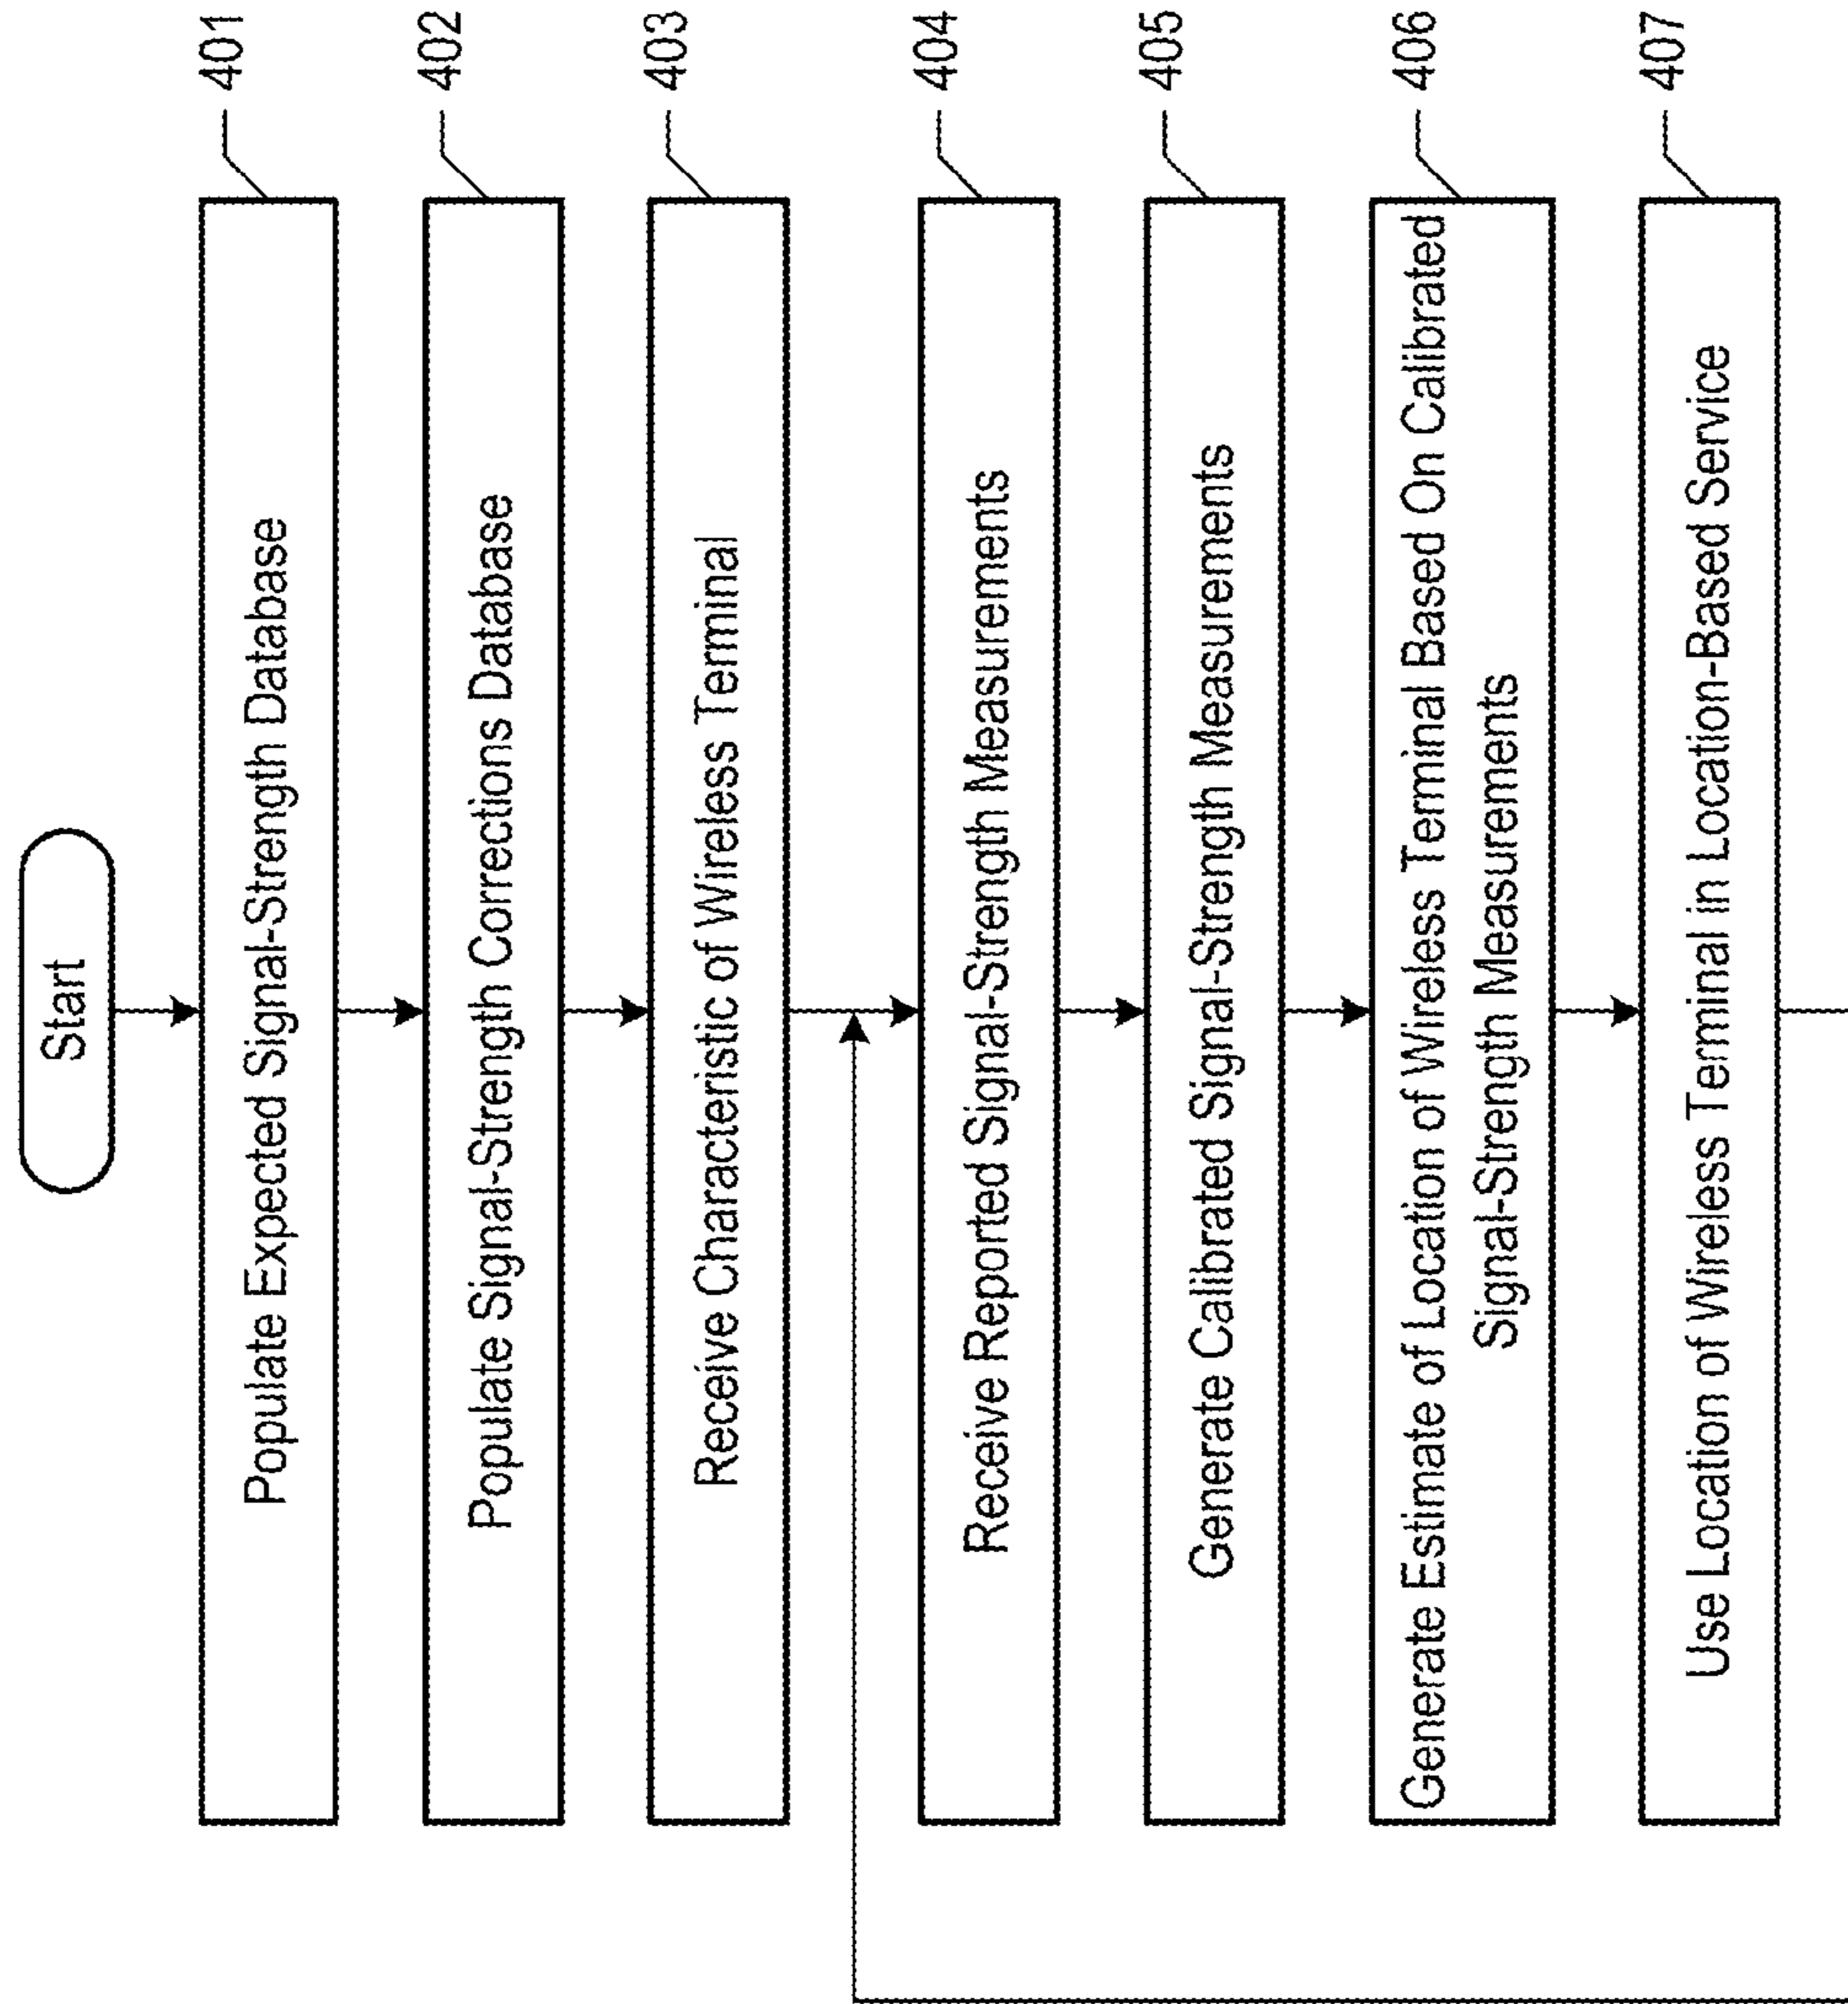 Start
Populate Expected Signal-Strength Database
401
Populate Signal-Strength Corrections Database
402
Receive Characteristic of Wireless Terminal
403
Receive Reported Signal-Strength Measurements
404
Generate Calibrated Signal-Strength Measurements
405
Generate Estimate of Location of Wireless Terminal Based On Calibrated
Signal-Strength Measurements
406
Use Location of Wireless Terminal in Location-Based Service
407